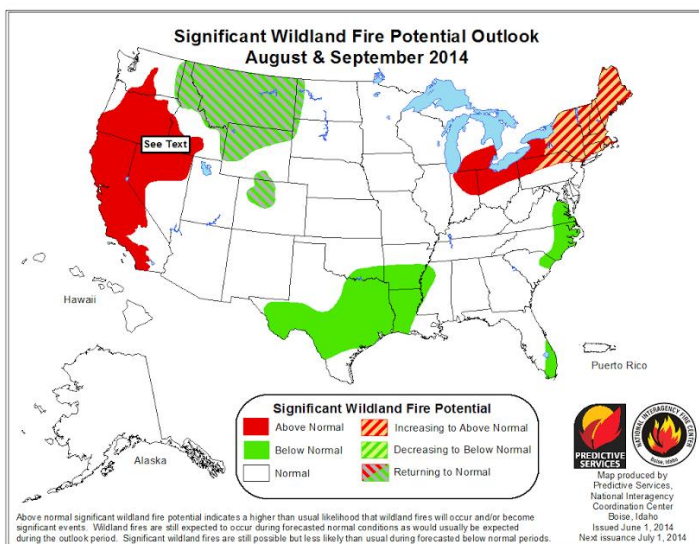 Significant Wildland Fire Potential Outlook
August & September 2014
See Text
Hawaii
Puerto Rico
Alaska
Significant Wildland Fire Potential
Above Normal
Increasing to Above Normal
Below Normal
Decreasing to Below Normal
Normal
Returning to Normal
PREDICTIVE
SERVICES
NATIONAL INTERAGENCY FIRE CENTER
Boise, Idaho
Map produced by
Predictive Services,
National Interagency
Coordination Center
Boise, Idaho
Issued June 1, 2014
Next issuance July 1, 2014
Above normal significant wildland fire potential indicates a higher than usual likelihood that wildland fires will occur and/or become
significant events. Wildland fires are still expected to occur during forecasted normal conditions as would usually be expected
during the outlook period. Significant wildland fires are still possible but less likely than usual during forecasted below normal periods.